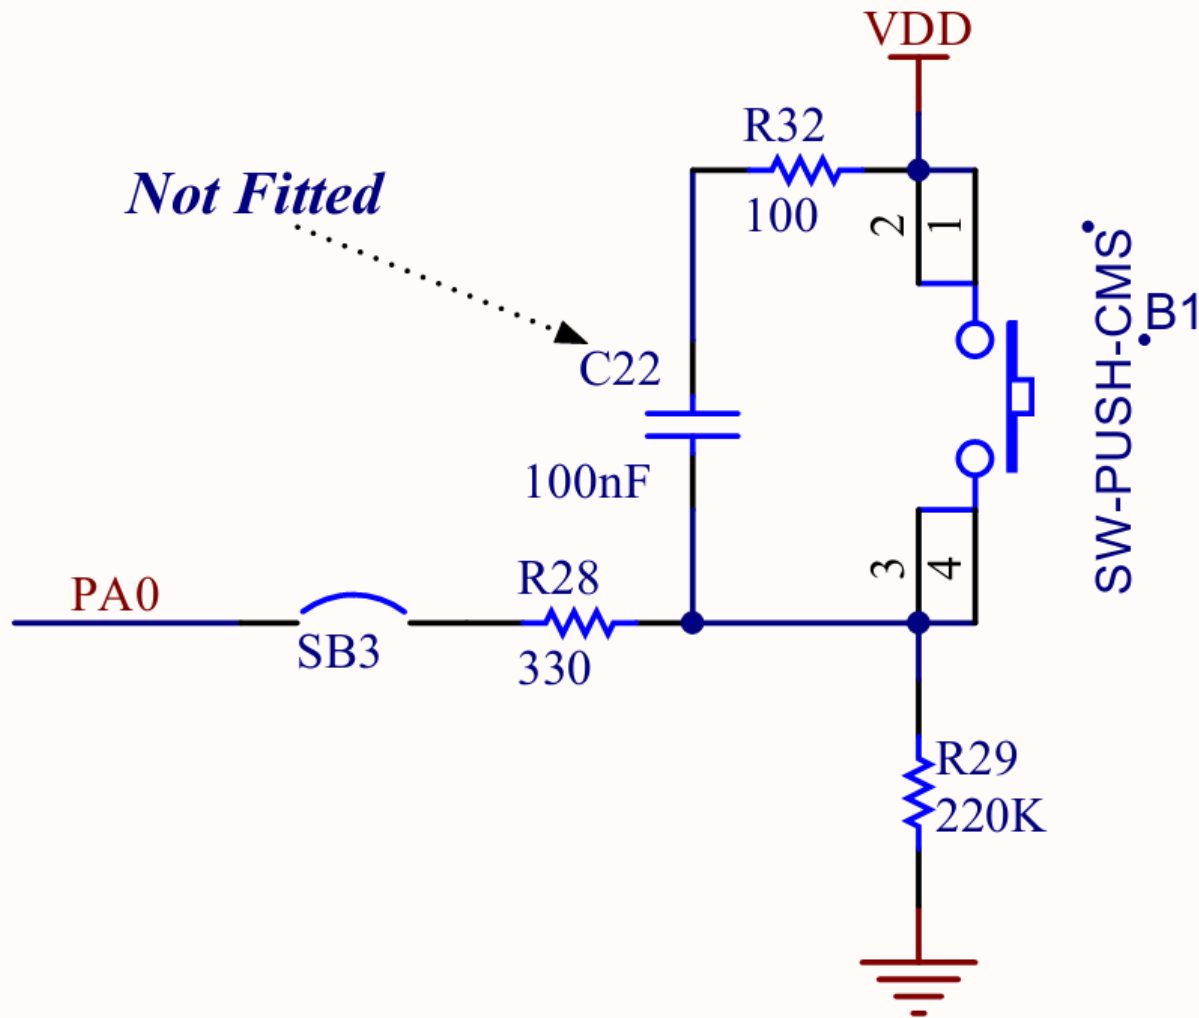 VDD
R32
100
Not Fitted
2
1
SW-PUSH-CMS
B1
C22
100nF
PA0
SB3
R28
330
3
4
R29
220K